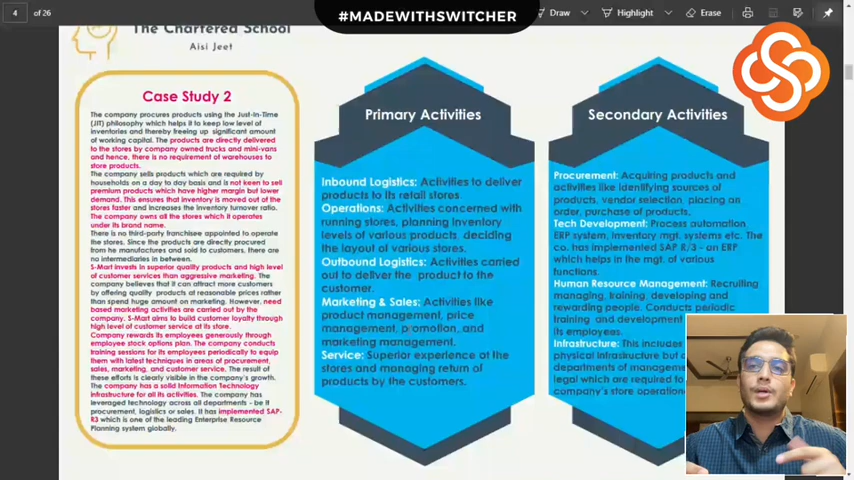 4
of 26
#MADEWITHSWITCHER
Draw
Highlight
Erase
The Chartered School
Aisi Jeet
Case Study 2
The company procures products using the Just-In-Time
(JIT) philosophy which helps it to keep low level of
inventories and thereby freeing up significant amount
of working capital. The products are directly delivered
to the stores by company owned trucks and mini-vans
and hence, there is no requirement of warehouses to
store products.
The company sells products which are required by
households on a day to day basis and is not keen to sell
premium products which have higher margin but lower
demand. This ensures that inventory is moved out of the
stores faster and increases the inventory turnover ratio.
The company owns all the stores which it operates
under its brand name.
There is no third-party franchisee appointed to operate
the stores. Since the products are directly procured
from he manufacturers and sold to customers, there are
no intermediaries in between.
S-Mart invests in superior quality products and high level
of customer services than aggressive marketing. The
company believes that it can attract more customers
by offering quality products at reasonable prices rather
than spend huge amount on marketing. However, need
based marketing activities are carried out by the
company. S-Mart aims to build customer loyalty through
high level of customer service at its store.
Company rewards its employees generously through
employee stock options plan. The company conducts
training sessions for its employees periodically to equip
them with latest techniques in areas of procurement,
sales, marketing, and customer service. The result of
these efforts is clearly visible in the company's growth.
The company has a solid Information Technology
infrastructure for all its activities. The company has
leveraged technology across all departments - be it
procurement, logistics or sales. It has implemented SAP-
R3 which is one of the leading Enterprise Resource
Planning system globally.
Primary Activities
Inbound Logistics: Activities to deliver
products to its retail stores
Operations: Activities concerned with
running stores, planning inventory
levels of various products, deciding
the layout of various stores.
Outbound Logistics: Activities carried
out to deliver the product to the
customer.
Marketing & Sales: Activities like
product management, price
management, promotion, and
marketing management.
Service: Superior experience at the
stores and managing return of
products by the customers.
Secondary Activities
Procurement: Acquiring products and
activities like identifying sources of
products, vendor selection, placing an
order, purchase of products.
Tech Development: Process automation,
ERP system, inventory mgt. systems etc. The
co. has implemented SAP R/3 - an ERP
which helps in the mgt. of various
functions.
Human Resource Management: Recruiting
managing, training, developing and
rewarding people. Conducts periodic
training and development
its employees.
Infrastructure: This includes
physical infrastructure but
departments of
legal which are required to
company's store